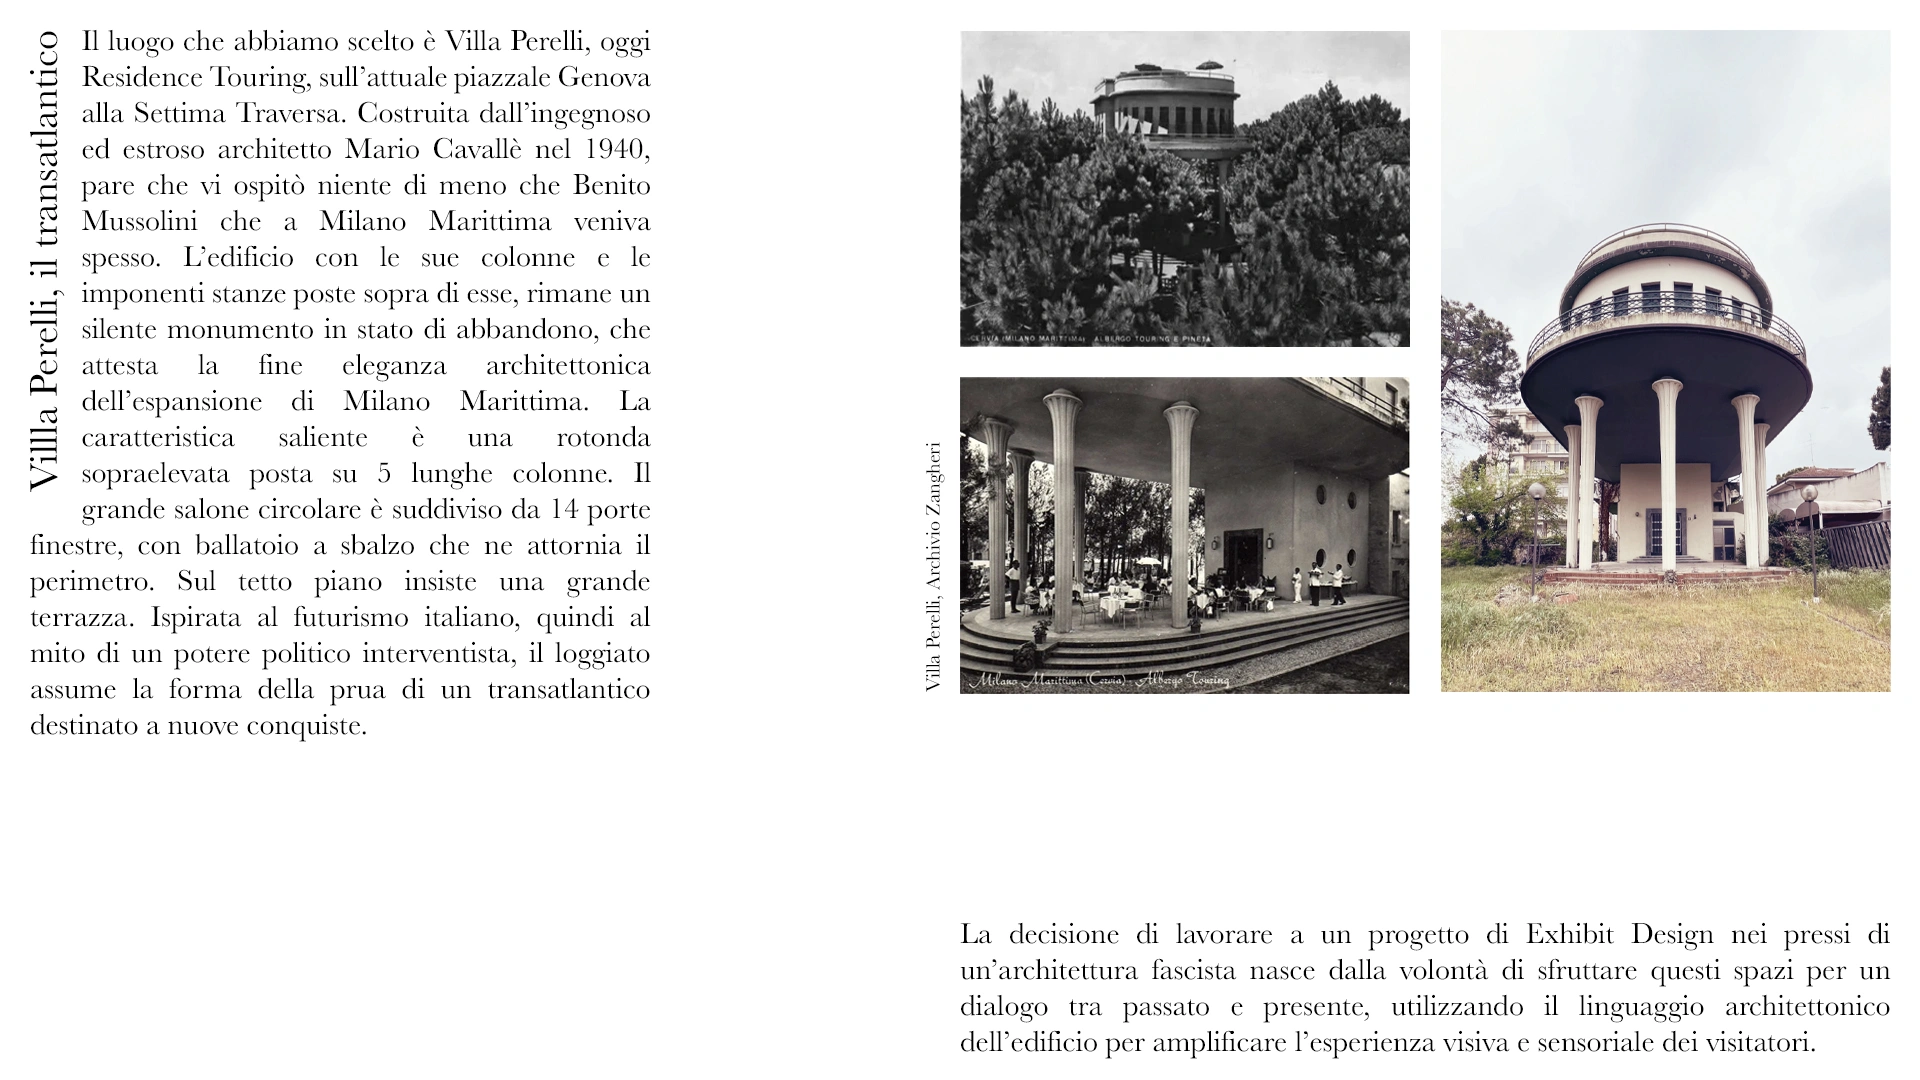 Villa Perelli, il transatlantico
Il luogo che abbiamo scelto è Villa Perelli, oggi
Residence Touring, sull’attuale piazzale Genova
alla Settima Traversa. Costruita dall’ingegnoso
ed estroso architetto Mario Cavallè nel 1940,
pare che vi ospitò niente di meno che Benito
Mussolini che a Milano Marittima veniva
spesso. L’edificio con le sue colonne e le
imponenti stanze poste sopra di esse, rimane un
silente monumento in stato di abbandono, che
attesta la fine eleganza architettonica
dell’espansione di Milano Marittima. La
caratteristica saliente è una rotonda
sopraelevata posta su 5 lunghe colonne. Il
grande salone circolare è suddiviso da 14 porte
finestre, con ballatoio a sbalzo che ne attornia il
perimetro. Sul tetto piano insiste una grande
terrazza. Ispirata al futurismo italiano, quindi al
mito di un potere politico interventista, il loggiato
assume la forma della prua di un transatlantico
destinato a nuove conquiste.
CERVIA (MILANO MARITTIMA) ALBERGO TOURING E PINETA
Villa Perelli, Archivio Zangheri
Milano Marittima (Cervia) - Albergo Touring
La decisione di lavorare a un progetto di Exhibit Design nei pressi di
un’architettura fascista nasce dalla volontà di sfruttare questi spazi per un
dialogo tra passato e presente, utilizzando il linguaggio architettonico
dell’edificio per amplificare l’esperienza visiva e sensoriale dei visitatori.